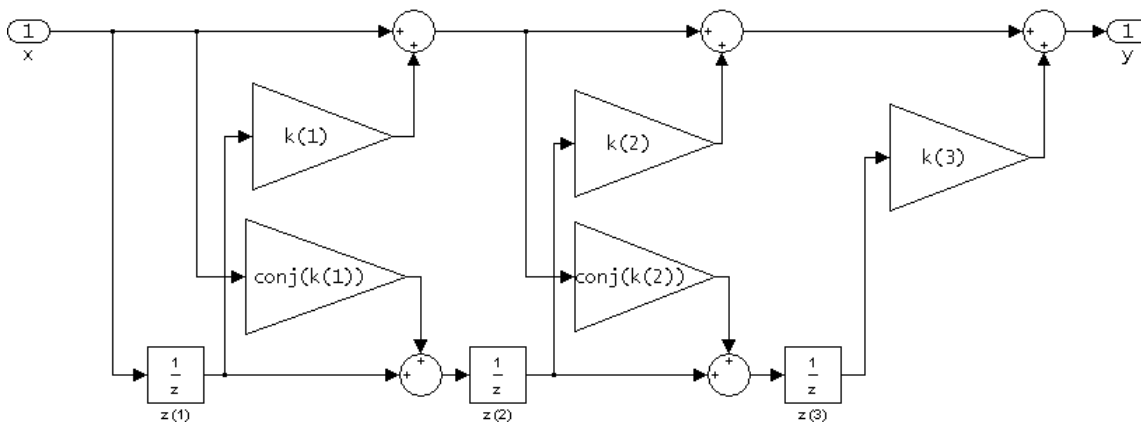 1
x
+
+
+
+
+
+
1
y
k(1)
k(2)
k(3)
conj(k(1))
conj(k(2))
1
z
z(1)
+
+
1
z
z(2)
+
+
1
z
z(3)